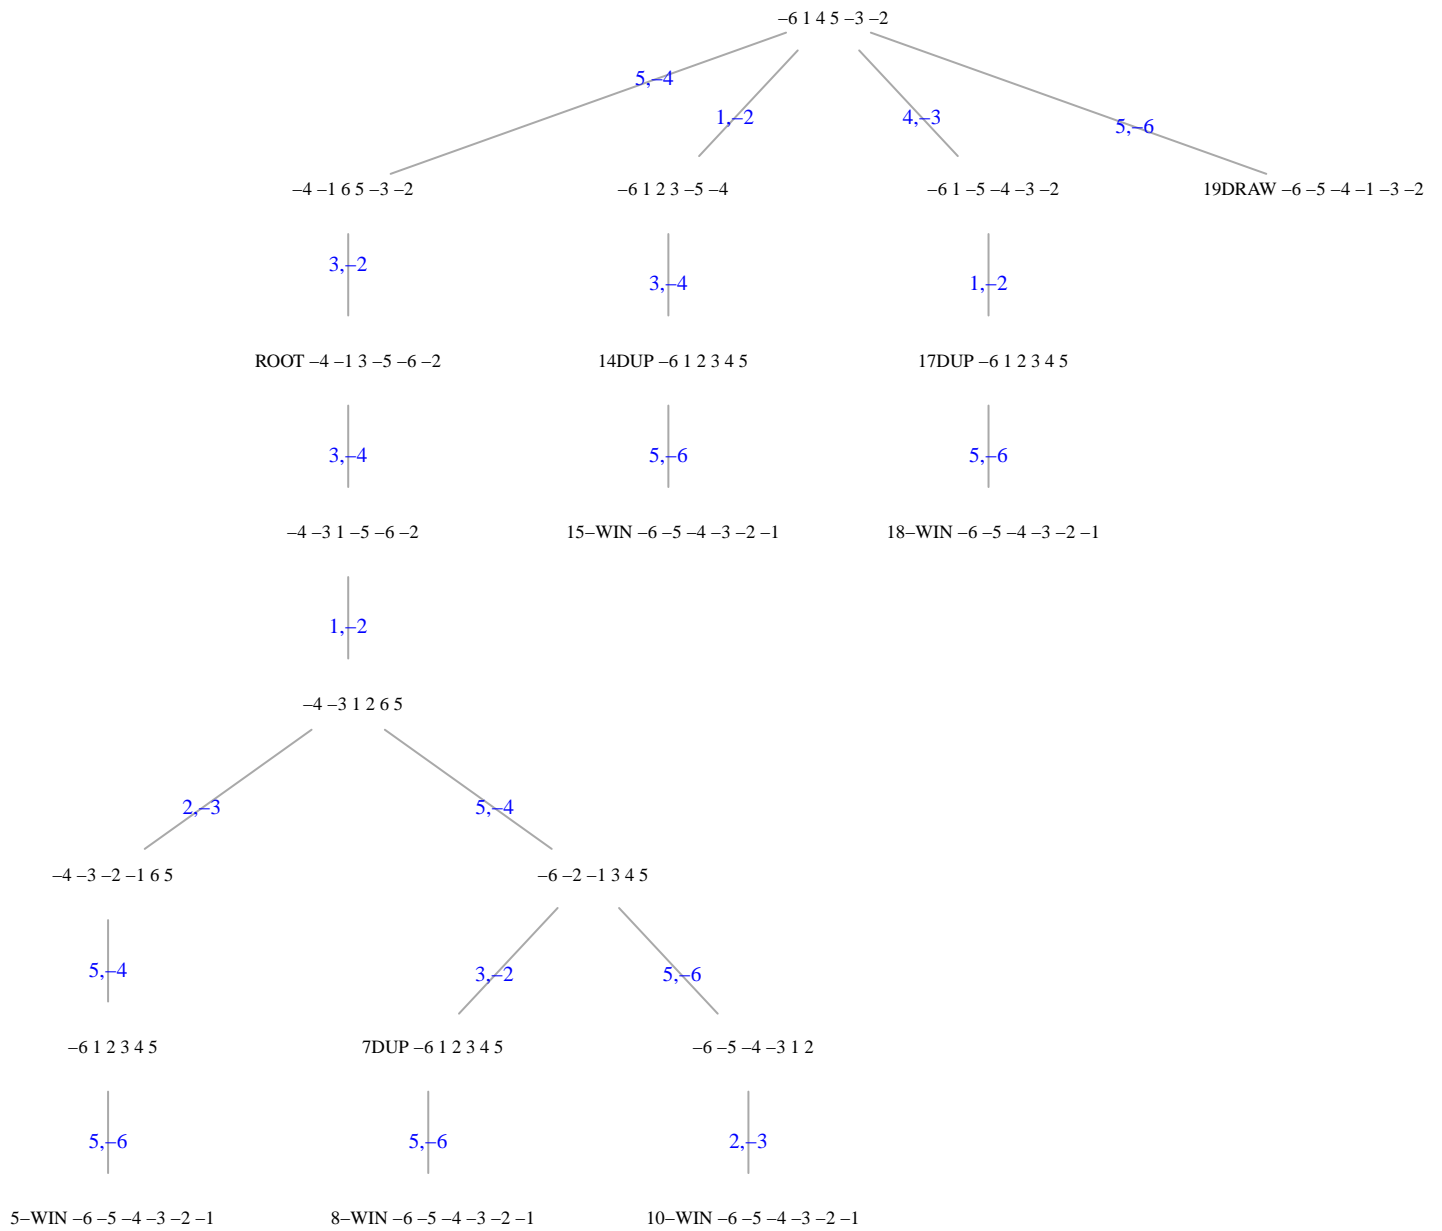 –6 1 4 5 –3 –2
5,–4
1,–2
4,–3
5,–6
–4 –1 6 5 –3 –2
–6 1 2 3 –5 –4
–6 1 –5 –4 –3 –2
19DRAW –6 –5 –4 –1 –3 –2
3,–2
3,–4
1,–2
ROOT –4 –1 3 –5 –6 –2
14DUP –6 1 2 3 4 5
17DUP –6 1 2 3 4 5
3,–4
5,–6
5,–6
–4 –3 1 –5 –6 –2
15–WIN –6 –5 –4 –3 –2 –1
18–WIN –6 –5 –4 –3 –2 –1
1,–2
–4 –3 1 2 6 5
2,–3
5,–4
–4 –3 –2 –1 6 5
–6 –2 –1 3 4 5
5,–4
3,–2
5,–6
–6 1 2 3 4 5
7DUP –6 1 2 3 4 5
–6 –5 –4 –3 1 2
5,–6
5,–6
2,–3
5–WIN –6 –5 –4 –3 –2 –1
8–WIN –6 –5 –4 –3 –2 –1
10–WIN –6 –5 –4 –3 –2 –1